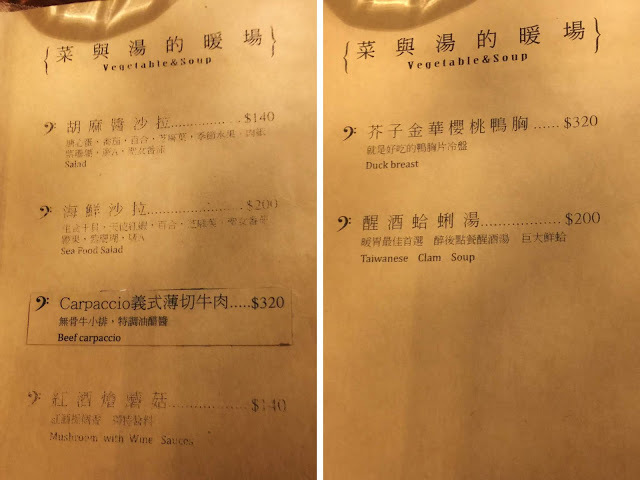 {菜與湯的暖場}
Vegetable&Soup
胡麻醬沙拉............... $140
Salad
海鮮沙拉................$200
Sea Food Salad
Carpaccio義式薄切牛肉.....$320
無骨牛小排，特調油醋醬
Beef carpaccio
紅酒燴蘑菇................$140
Mushroom with Wine Sauces
{菜與湯的暖場}
Vegetable&Soup
芥子金華櫻桃鴨胸......$320
就是好吃的鴨胸片冷盤
Duck breast
醒酒蛤蜊湯..................$200
暖胃最佳首選 醉後點餐醒酒湯 巨大鮮蛤
Taiwanese Clam Soup